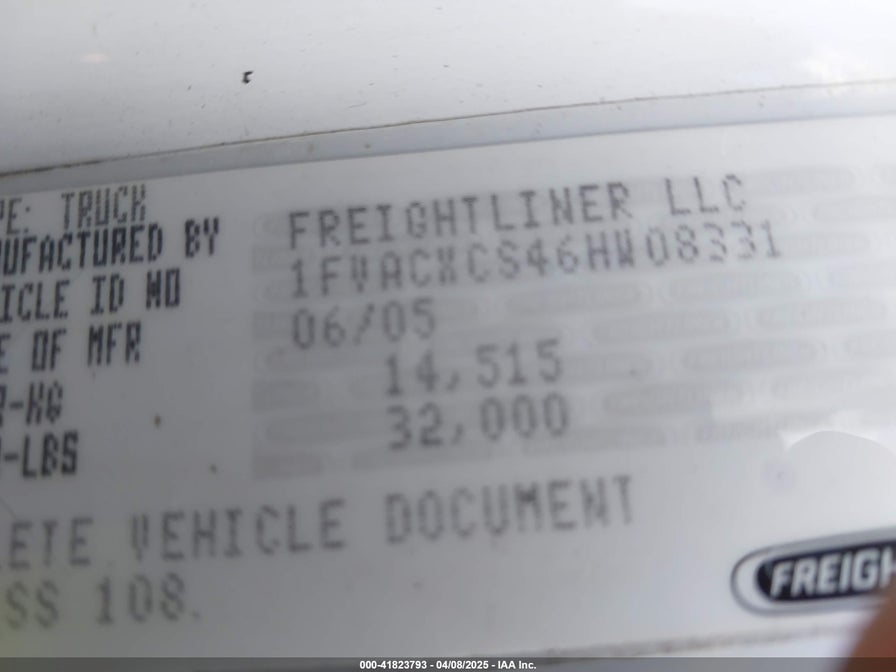 PE: TRUCK FREIGHTLINER LLC
NUFACTURED BY 1FVACXCS46HW08331
ICLE ID NO 06/05
E OF MFR 14,515
R-KG 32,000
-LBS
ETE VEHICLE DOCUMENT
SS 108.
FREIGH
000-41823793 - 04/08/2025 - IAA Inc.